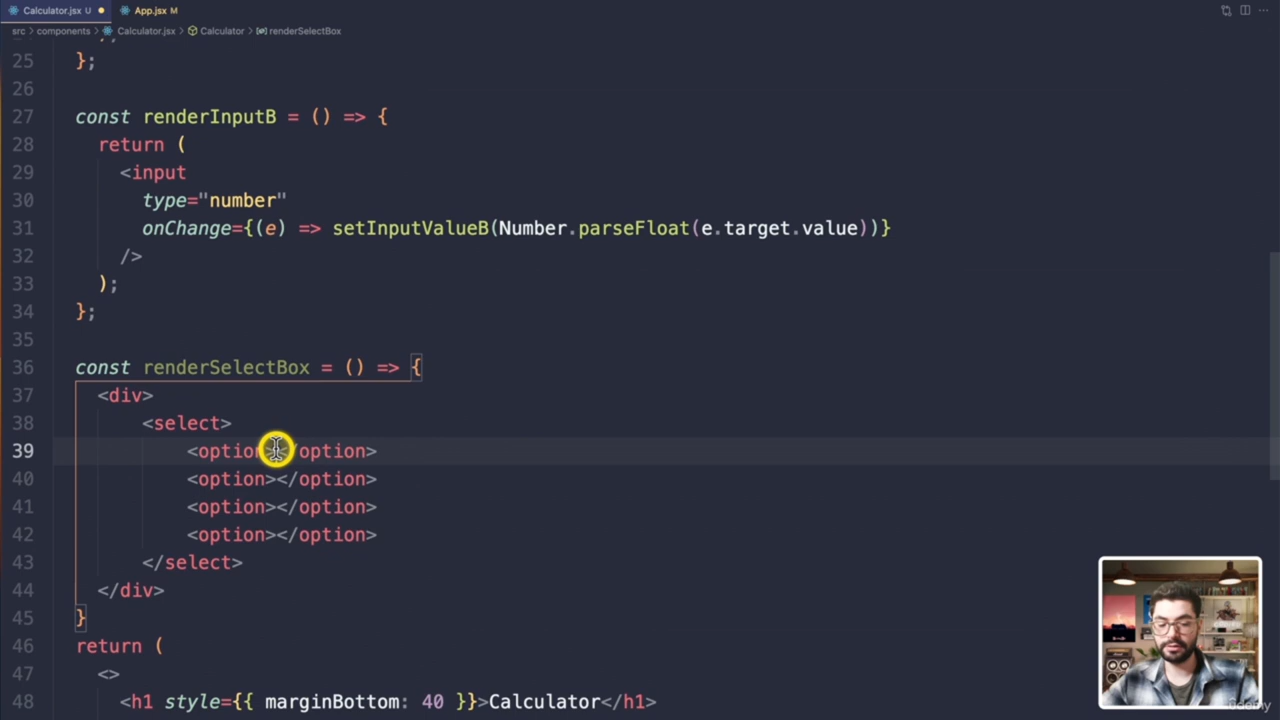 Calculator.jsx U
App.jsx M
src > components > Calculator.jsx > Calculator > renderSelectBox
25 };
26
27 const renderInputB = () => {
28 return (
29 <input
30 type="number"
31 onChange={(e) => setInputValueB(Number.parseFloat(e.target.value))}
32 />
33 );
34 };
35
36 const renderSelectBox = () => {
37 <div>
38 <select>
39 <option></option>
40 <option></option>
41 <option></option>
42 <option></option>
43 </select>
44 </div>
45 }
46 return (
47 <>
48 <h1 style={{ marginBottom: 40 }}>Calculator</h1>
udemy